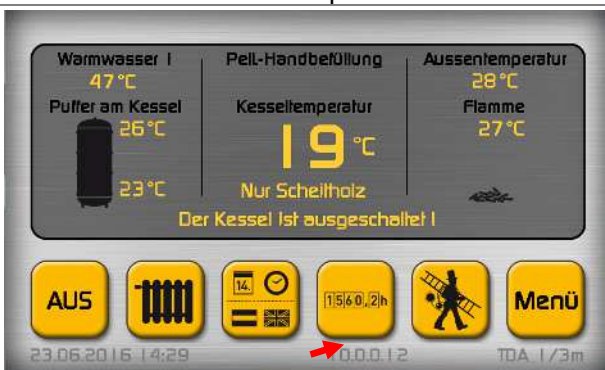 Warmwasser 1 Pell.-Handbefüllung Aussentemperatur
47°C 28°C
Puffer am Kessel Kesseltemperatur Flamme
26°C 19°C 27°C
23°C Nur Scheitholz
Der Kessel ist ausgeschaltet !
AUS 14. 1560,2h Menü
23.06.2016 14:29 0.0.0.12 TDA 1/3m